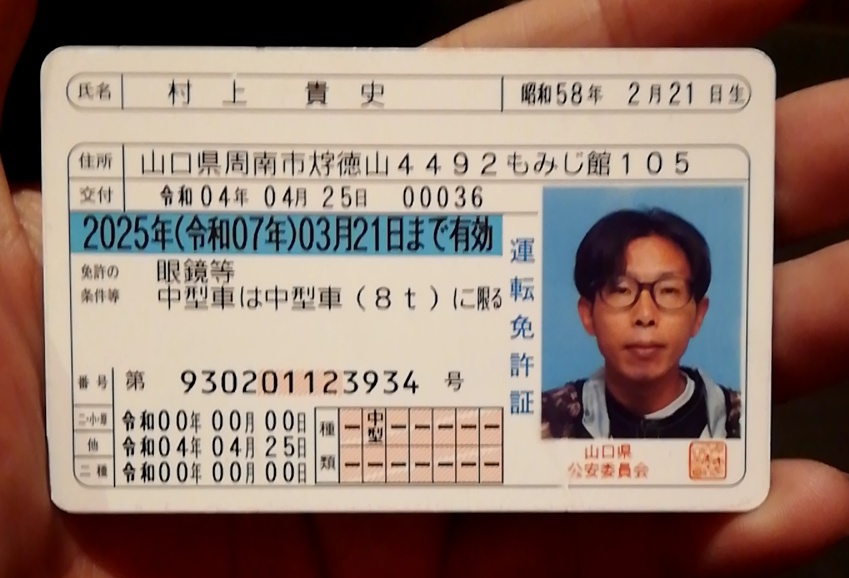 氏名 村上 貴史 昭和58年 2月21日生
住所 山口県周南市 徳山4492もみじ館105
交付 令和04年 04月 25日 00036
2025年(令和07年)03月21日まで有効
免許の 眼鏡等
条件等 中型車は中型車(8t)に限る
運転免許証
番号 第 930201123934 号
二・小・原 令和00年 00月 00日
他 令和04年 04月 25日
二種 令和00年 00月 00日
種類 中型
山口県
公安委員会